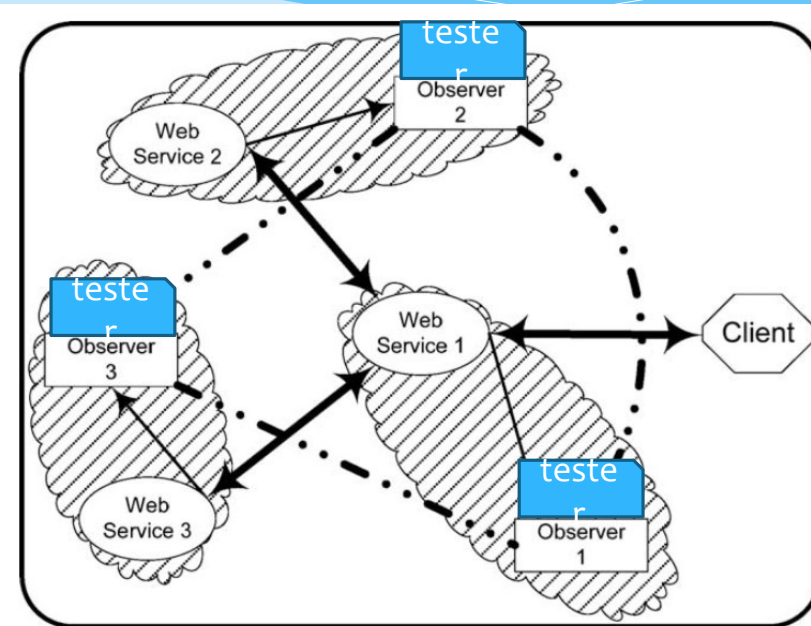 teste
r
Observer
2
Web
Service 2
teste
r
Observer
3
Web
Service 1
Client
Web
Service 3
teste
r
Observer
1